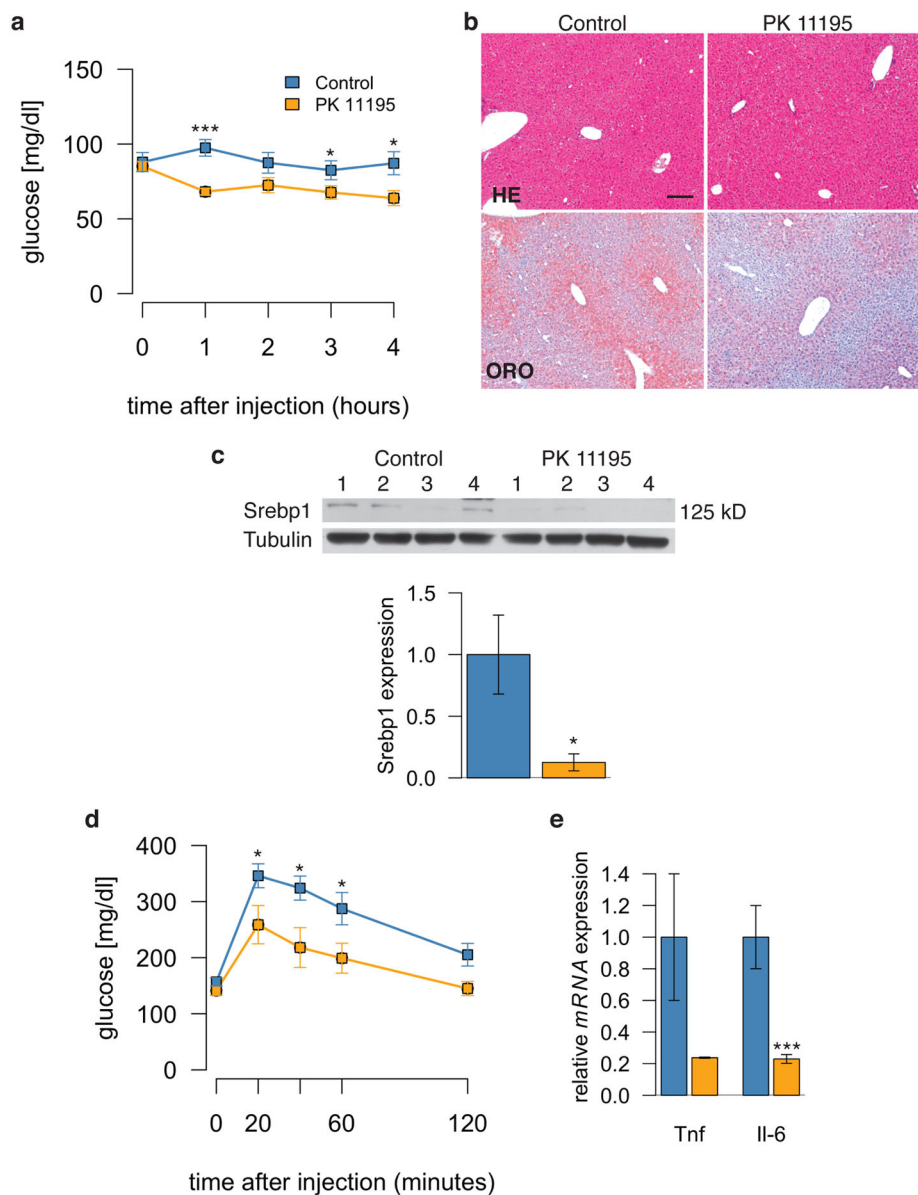 a
glucose [mg/dl]
150
100
50
0
Control
PK 11195
***
*
*
0 1 2 3 4
time after injection (hours)
b
Control PK 11195
HE
ORO
c
Control PK 11195
1 2 3 4 1 2 3 4
Srebp1 125 kD
Tubulin
Srebp1 expression
1.5
1.0
0.5
0.0
*
d
glucose [mg/dl]
400
300
200
100
0
*
*
*
0 20 60 120
time after injection (minutes)
e
relative mRNA expression
1.4
1.2
1.0
0.8
0.6
0.4
0.2
0.0
***
Tnf Il-6